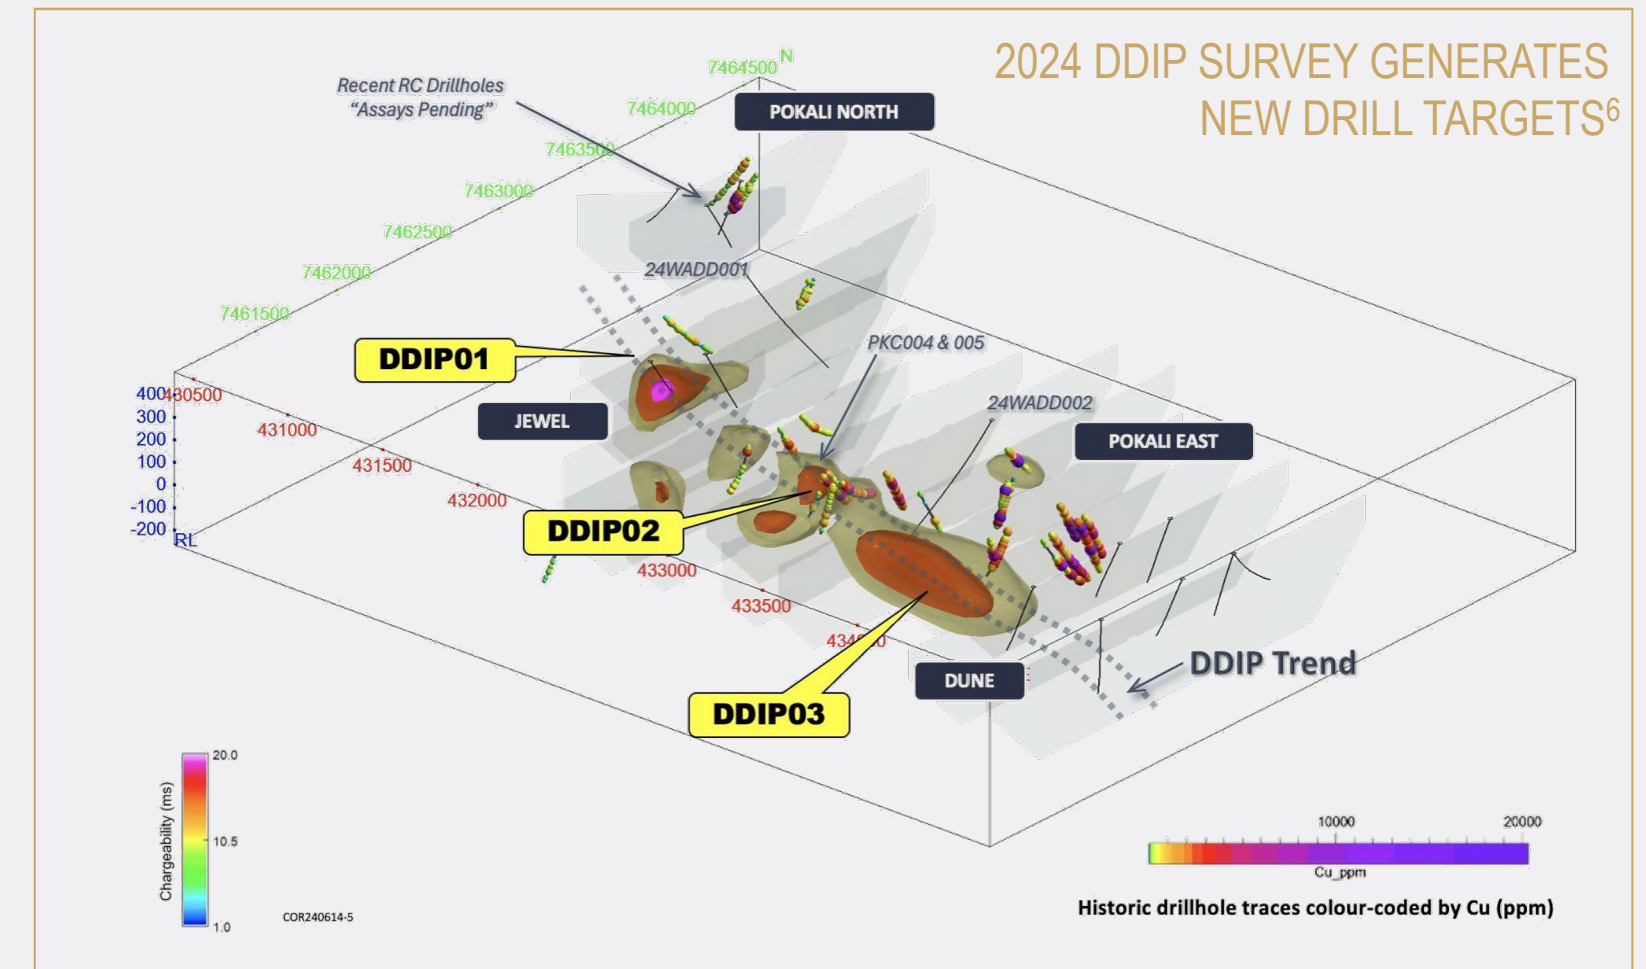 2024 DDIP SURVEY GENERATES
NEW DRILL TARGETS6
Recent RC Drillholes
“Assays Pending”
N
7464500
7464000
7463500
7463000
7462500
7462000
7461500
POKALI NORTH
24WADD001
DDIP01
PKC004 & 005
JEWEL
24WADD002
POKALI EAST
400
300
200
100
0
-100
-200
RL
430500
431000
431500
432000
433000
433500
DDIP02
DDIP03
DUNE
E
DDIP Trend
Chargeability (ms)
20.0
10.5
1.0
COR240614-5
10000
20000
Cu_ppm
Historic drillhole traces colour-coded by Cu (ppm)